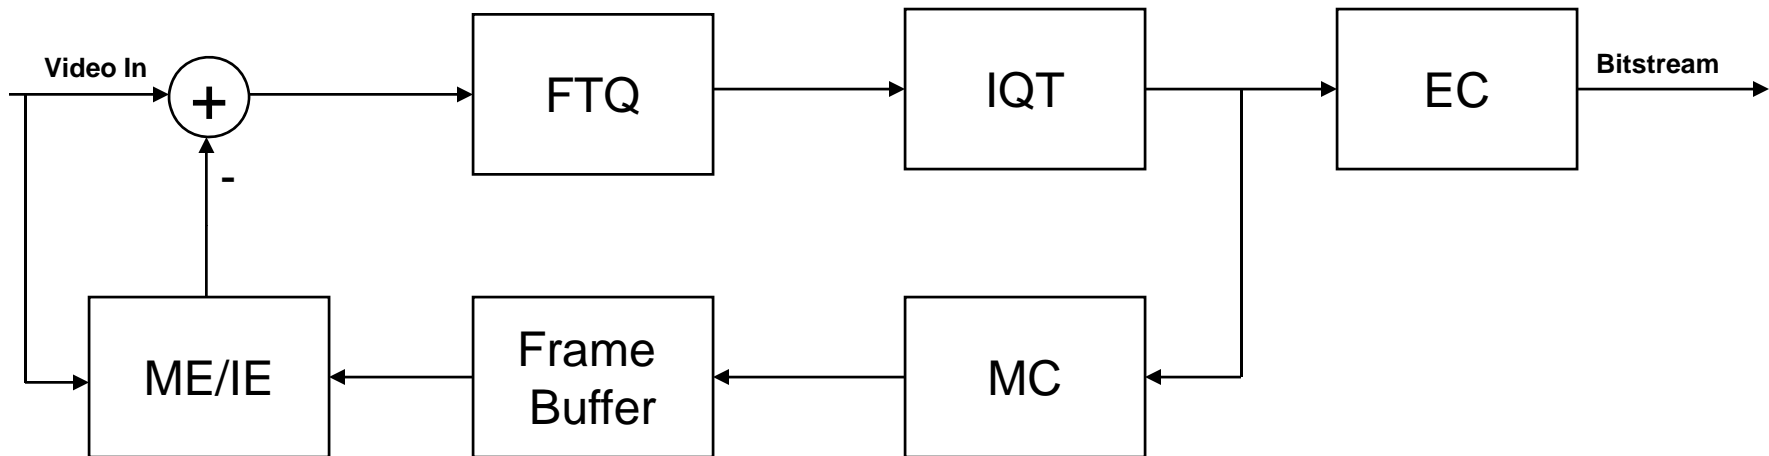 Video In
+
FTQ
IQT
EC
Bitstream
-
ME/IE
Frame
Buffer
MC